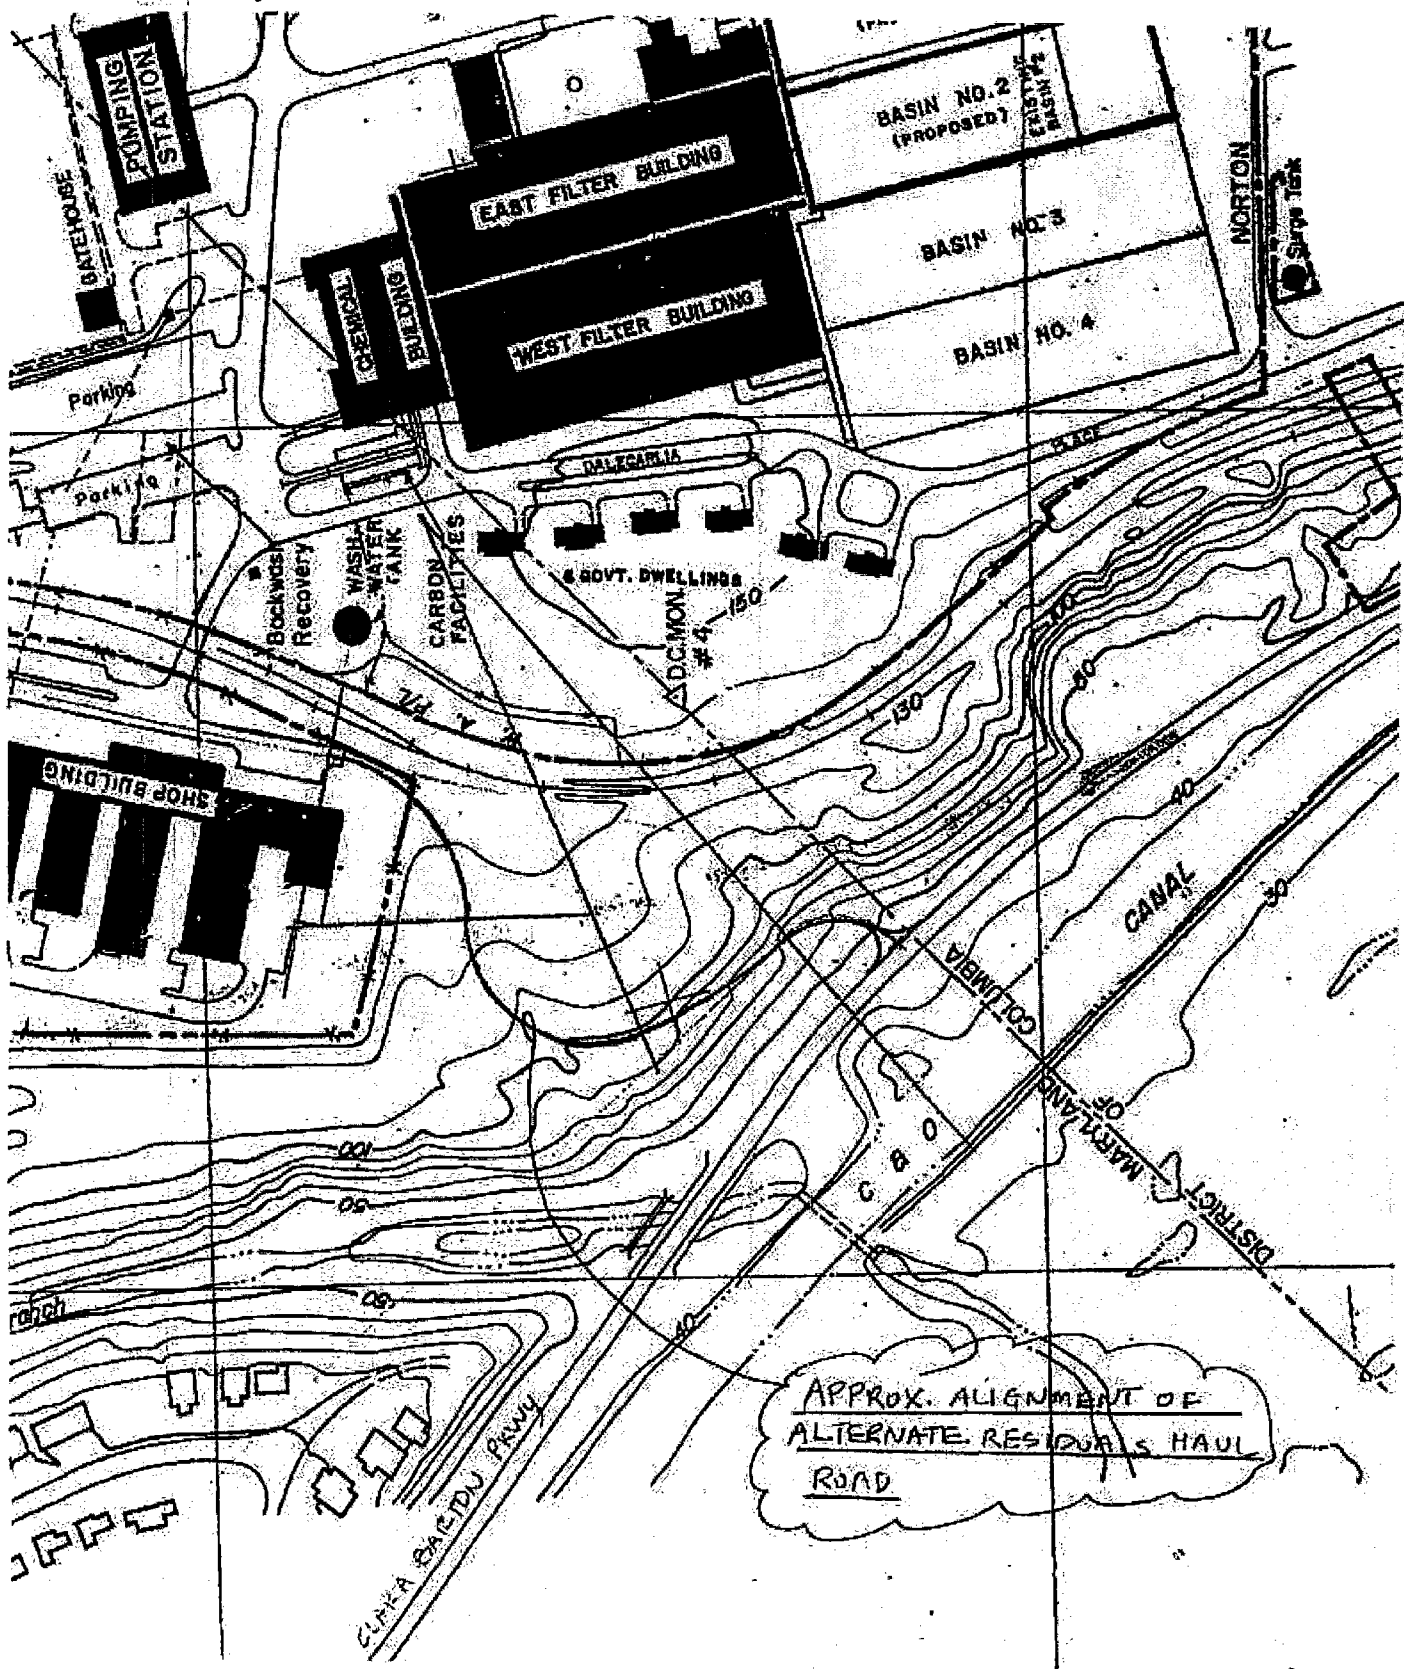 PUMPING
STATION
GATEHOUSE
EAST FILTER BUILDING
WEST FILTER BUILDING
CHEMICAL
BUILDING
BASIN NO. 2
(PROPOSED)
BASIN NO. 3
BASIN NO. 4
NORTON
Surge Tank
PLACE
Parking
Parking
DALECARLIA
Backwash
Recovery
WASH
WATER
TANK
CARBON
FACILITIES
6 GOVT. DWELLINGS
D.C. MON.
#4
150
130
100
60
40
30
SHOP BUILDING
CANAL
C & O
DISTRICT OF COLUMBIA
MARYLAND
100
50
50
40
CLARA BARTON PKWY
APPROX. ALIGNMENT OF
ALTERNATE RESIDUALS HAUL
ROAD